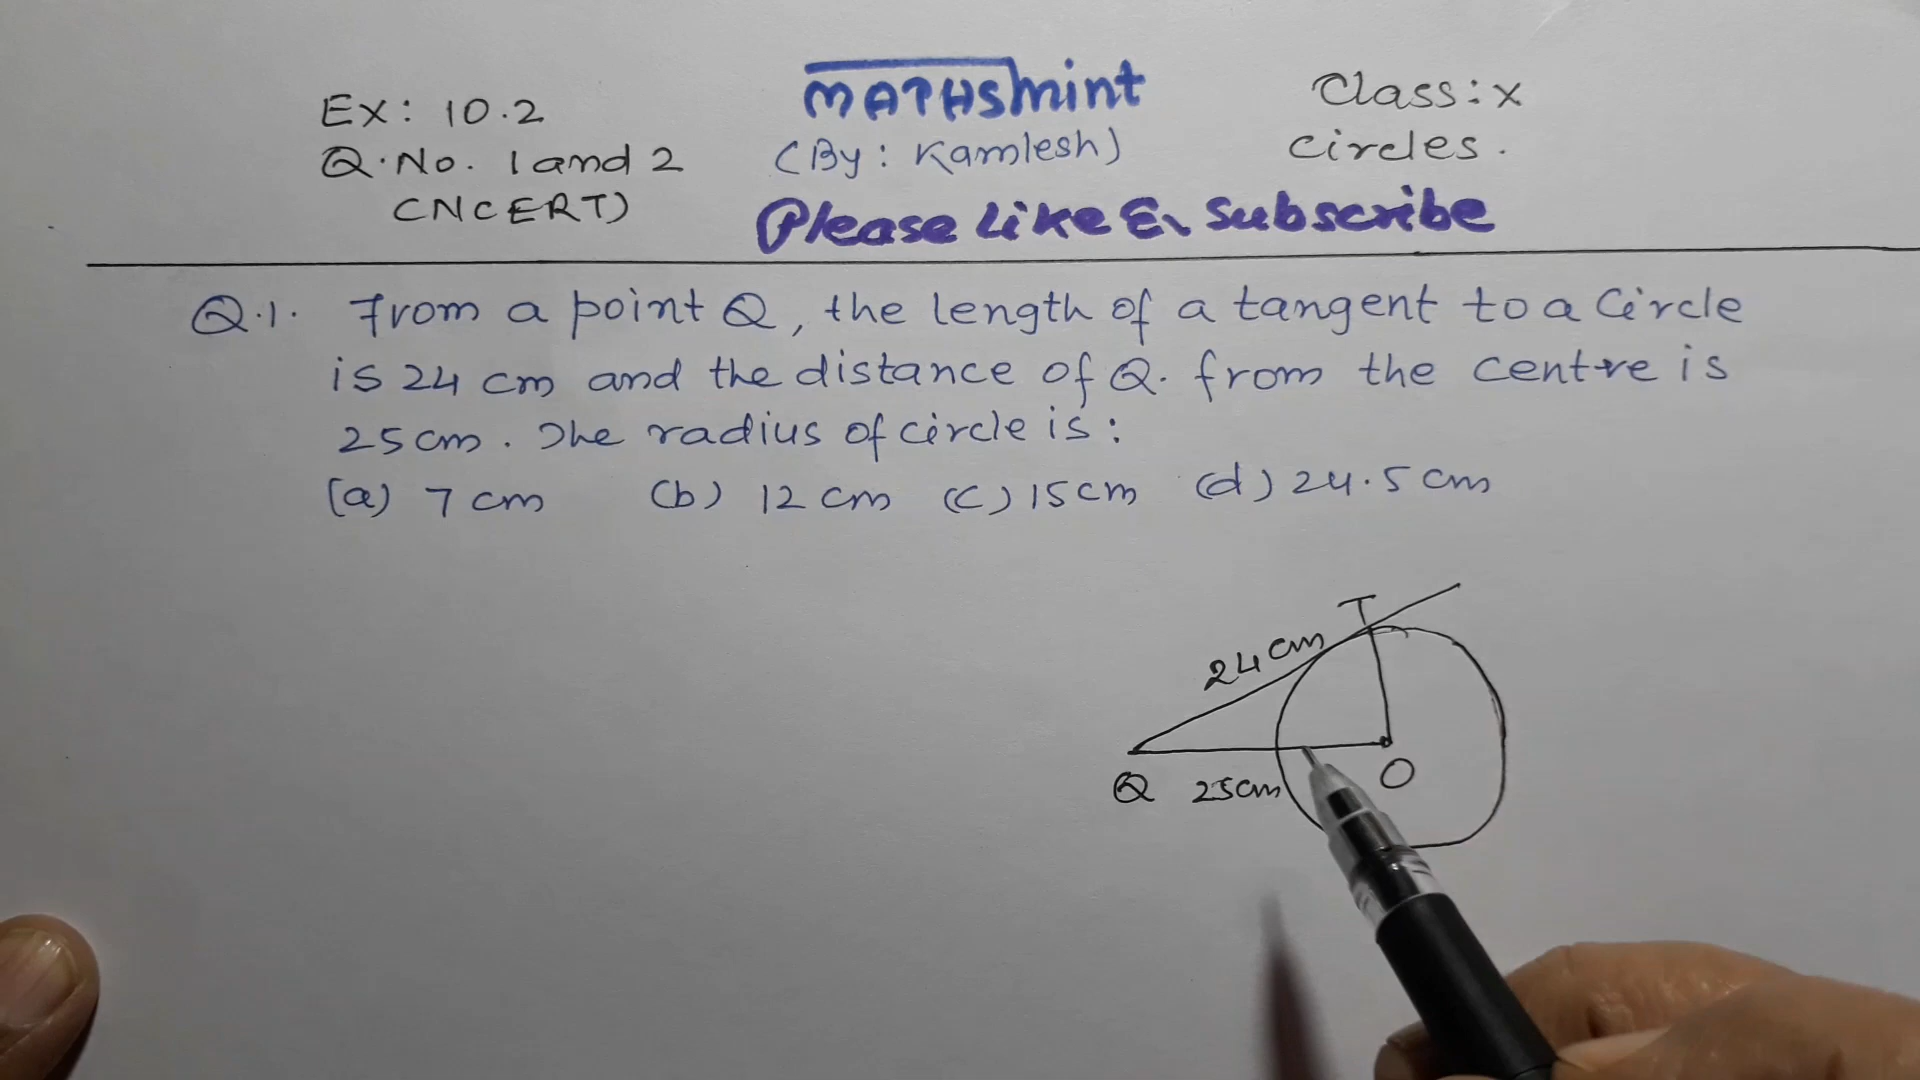 Ex: 10.2
Q.No. 1 and 2
(NCERT)
MATHSmint
(By: Kamlesh)
Please Like & Subscribe
Class: X
Circles.
Q.1. From a point Q, the length of a tangent to a Circle
is 24 cm and the distance of Q. from the centre is
25 cm. The radius of circle is:
(a) 7 cm (b) 12 cm (c) 15 cm (d) 24.5 cm
T
24 cm
Q 25cm O